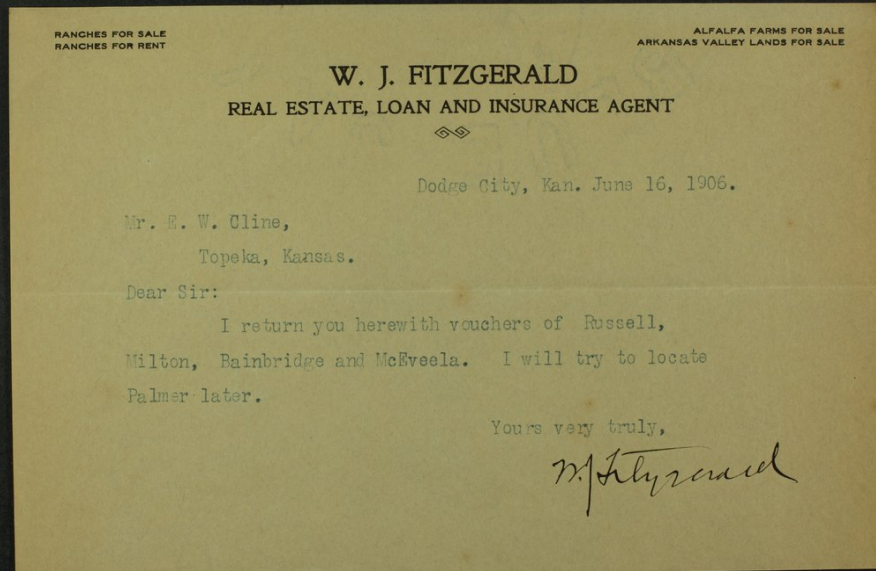 RANCHES FOR SALE
RANCHES FOR RENT
ALFALFA FARMS FOR SALE
ARKANSAS VALLEY LANDS FOR SALE
W. J. FITZGERALD
REAL ESTATE, LOAN AND INSURANCE AGENT
Dodge City, Kan. June 16, 1906.
Mr. E. W. Cline,
Topeka, Kansas.
Dear Sir:
I return you herewith vouchers of Russell,
Milton, Bainbridge and McEveela. I will try to locate
Palmer later.
Yours very truly,
W. J. Fitzgerald